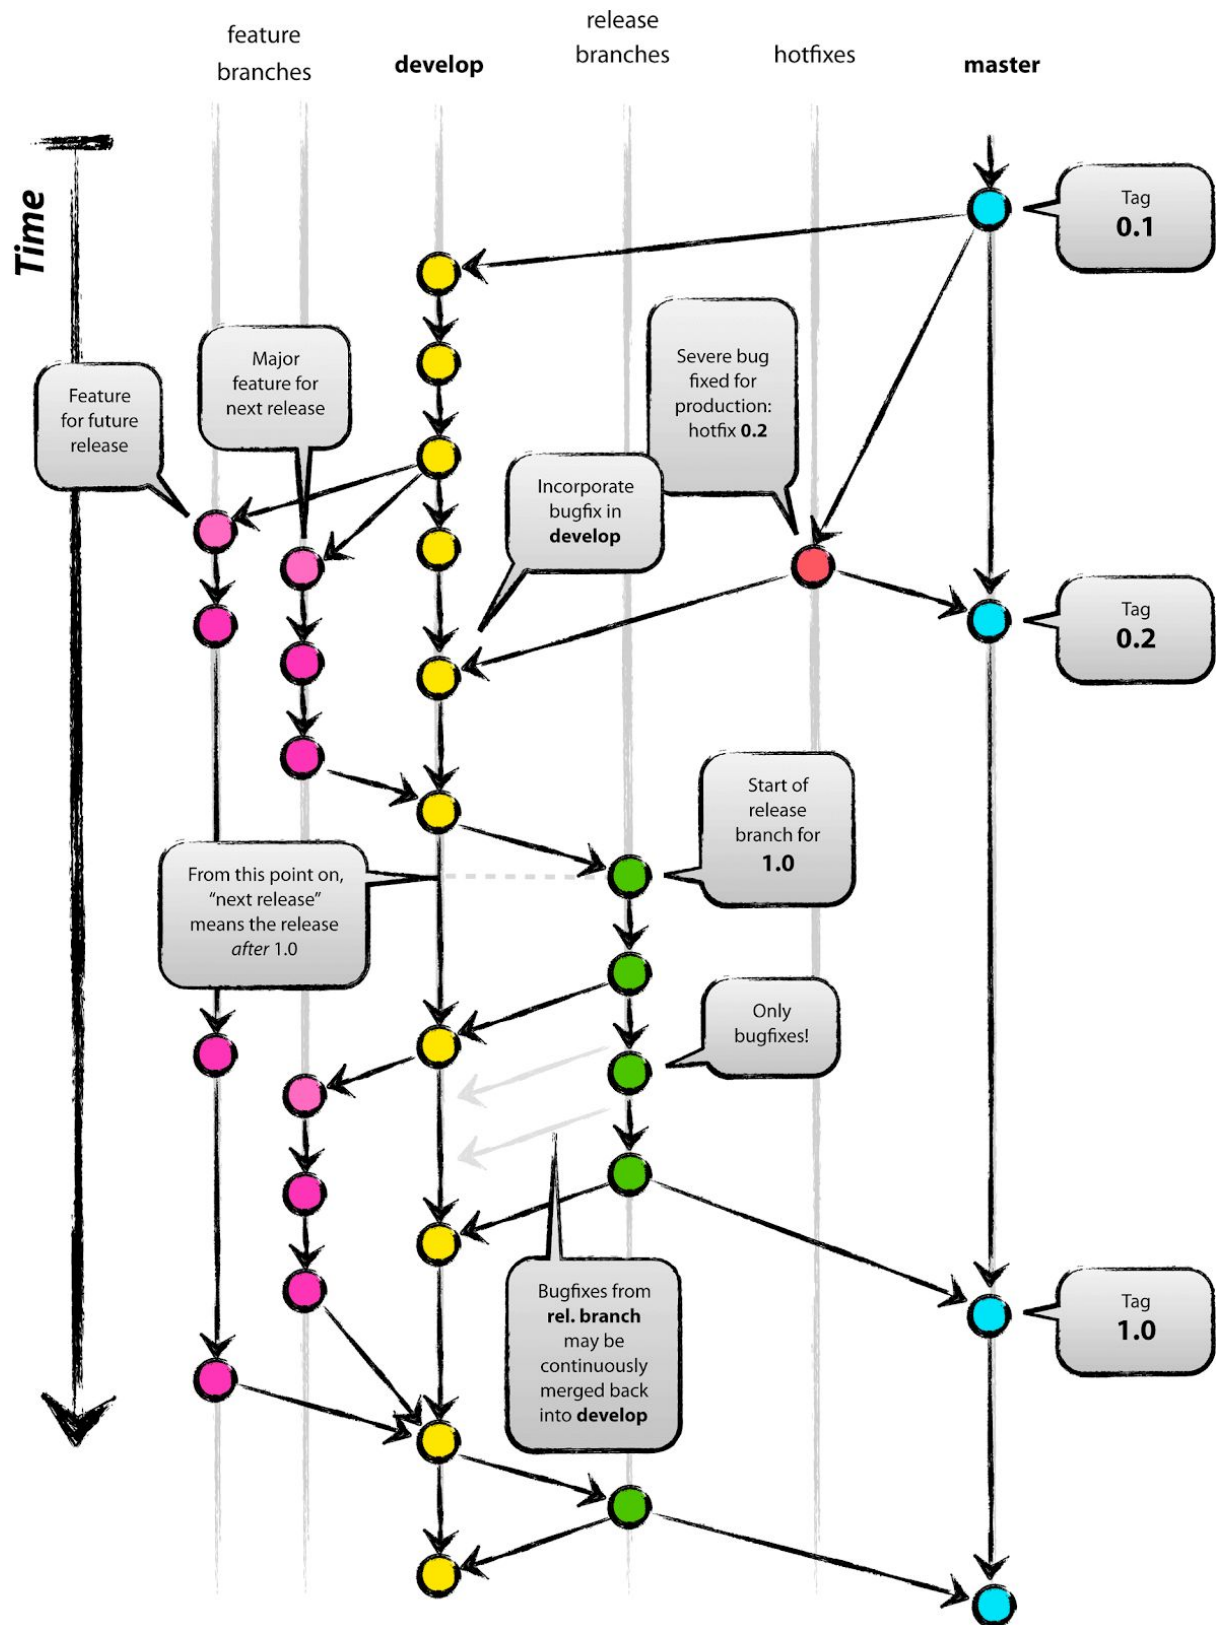 feature
branches
develop
release
branches
hotfixes
master
Time
Tag
0.1
Major
feature for
next release
Feature
for future
release
Severe bug
fixed for
production:
hotfix 0.2
Incorporate
bugfix in
develop
Tag
0.2
Start of
release
branch for
1.0
From this point on,
“next release”
means the release
after 1.0
Only
bugfixes!
Bugfixes from
rel. branch
may be
continuously
merged back
into develop
Tag
1.0